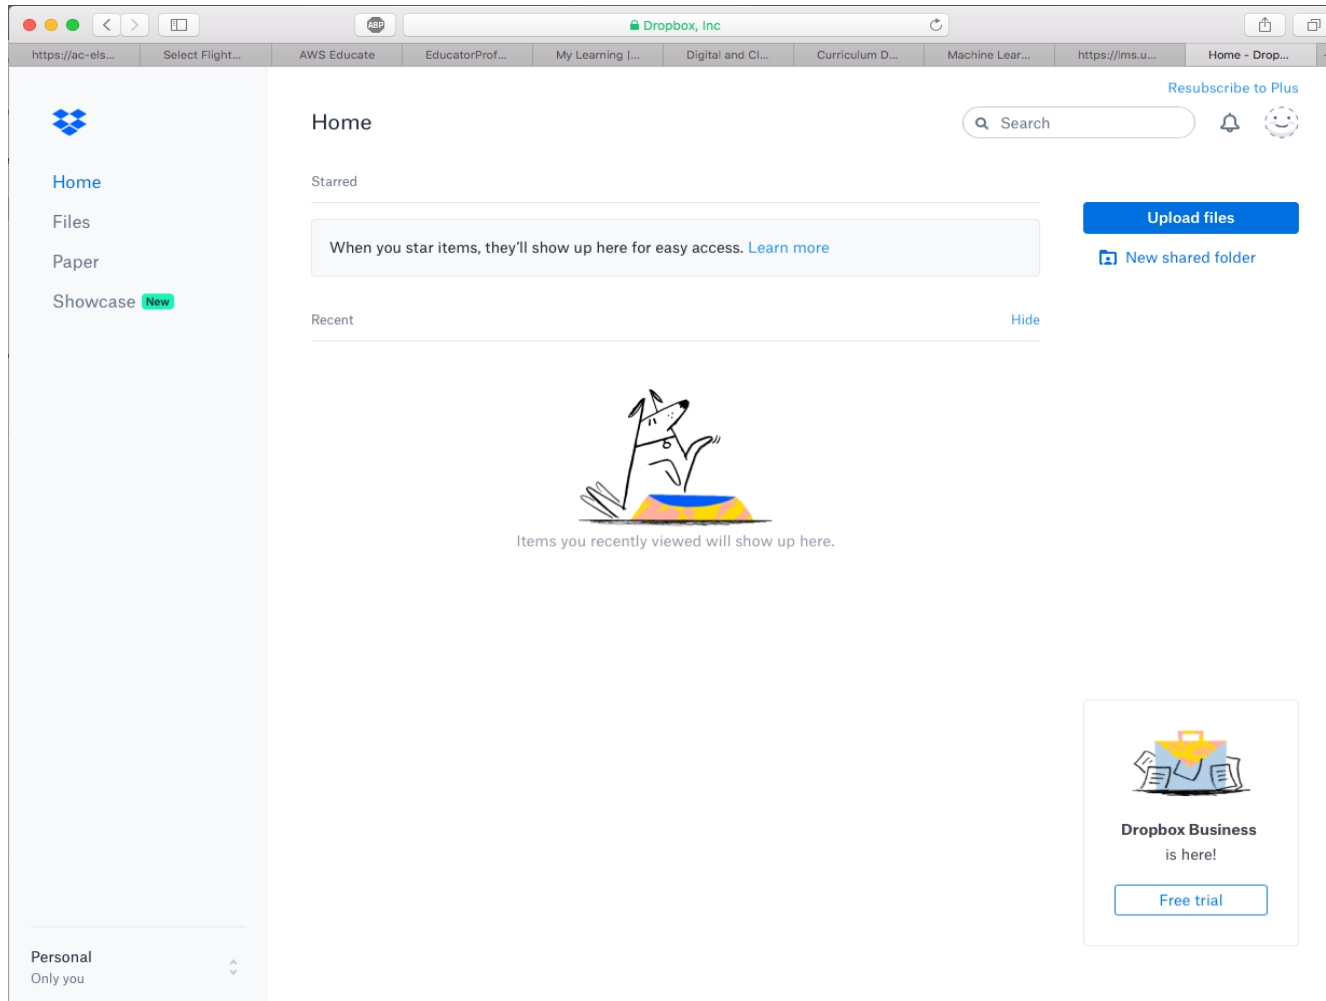 ABP
Dropbox, Inc
https://ac-els...
Select Flight...
AWS Educate
EducatorProf...
My Learning |...
Digital and Cl...
Curriculum D...
Machine Lear...
https://lms.u...
Home - Drop...
Resubscribe to Plus
Home
Search
Home
Files
Paper
Showcase New
Starred
When you star items, they’ll show up here for easy access. Learn more
Upload files
New shared folder
Recent
Hide
Items you recently viewed will show up here.
Dropbox Business
is here!
Free trial
Personal
Only you